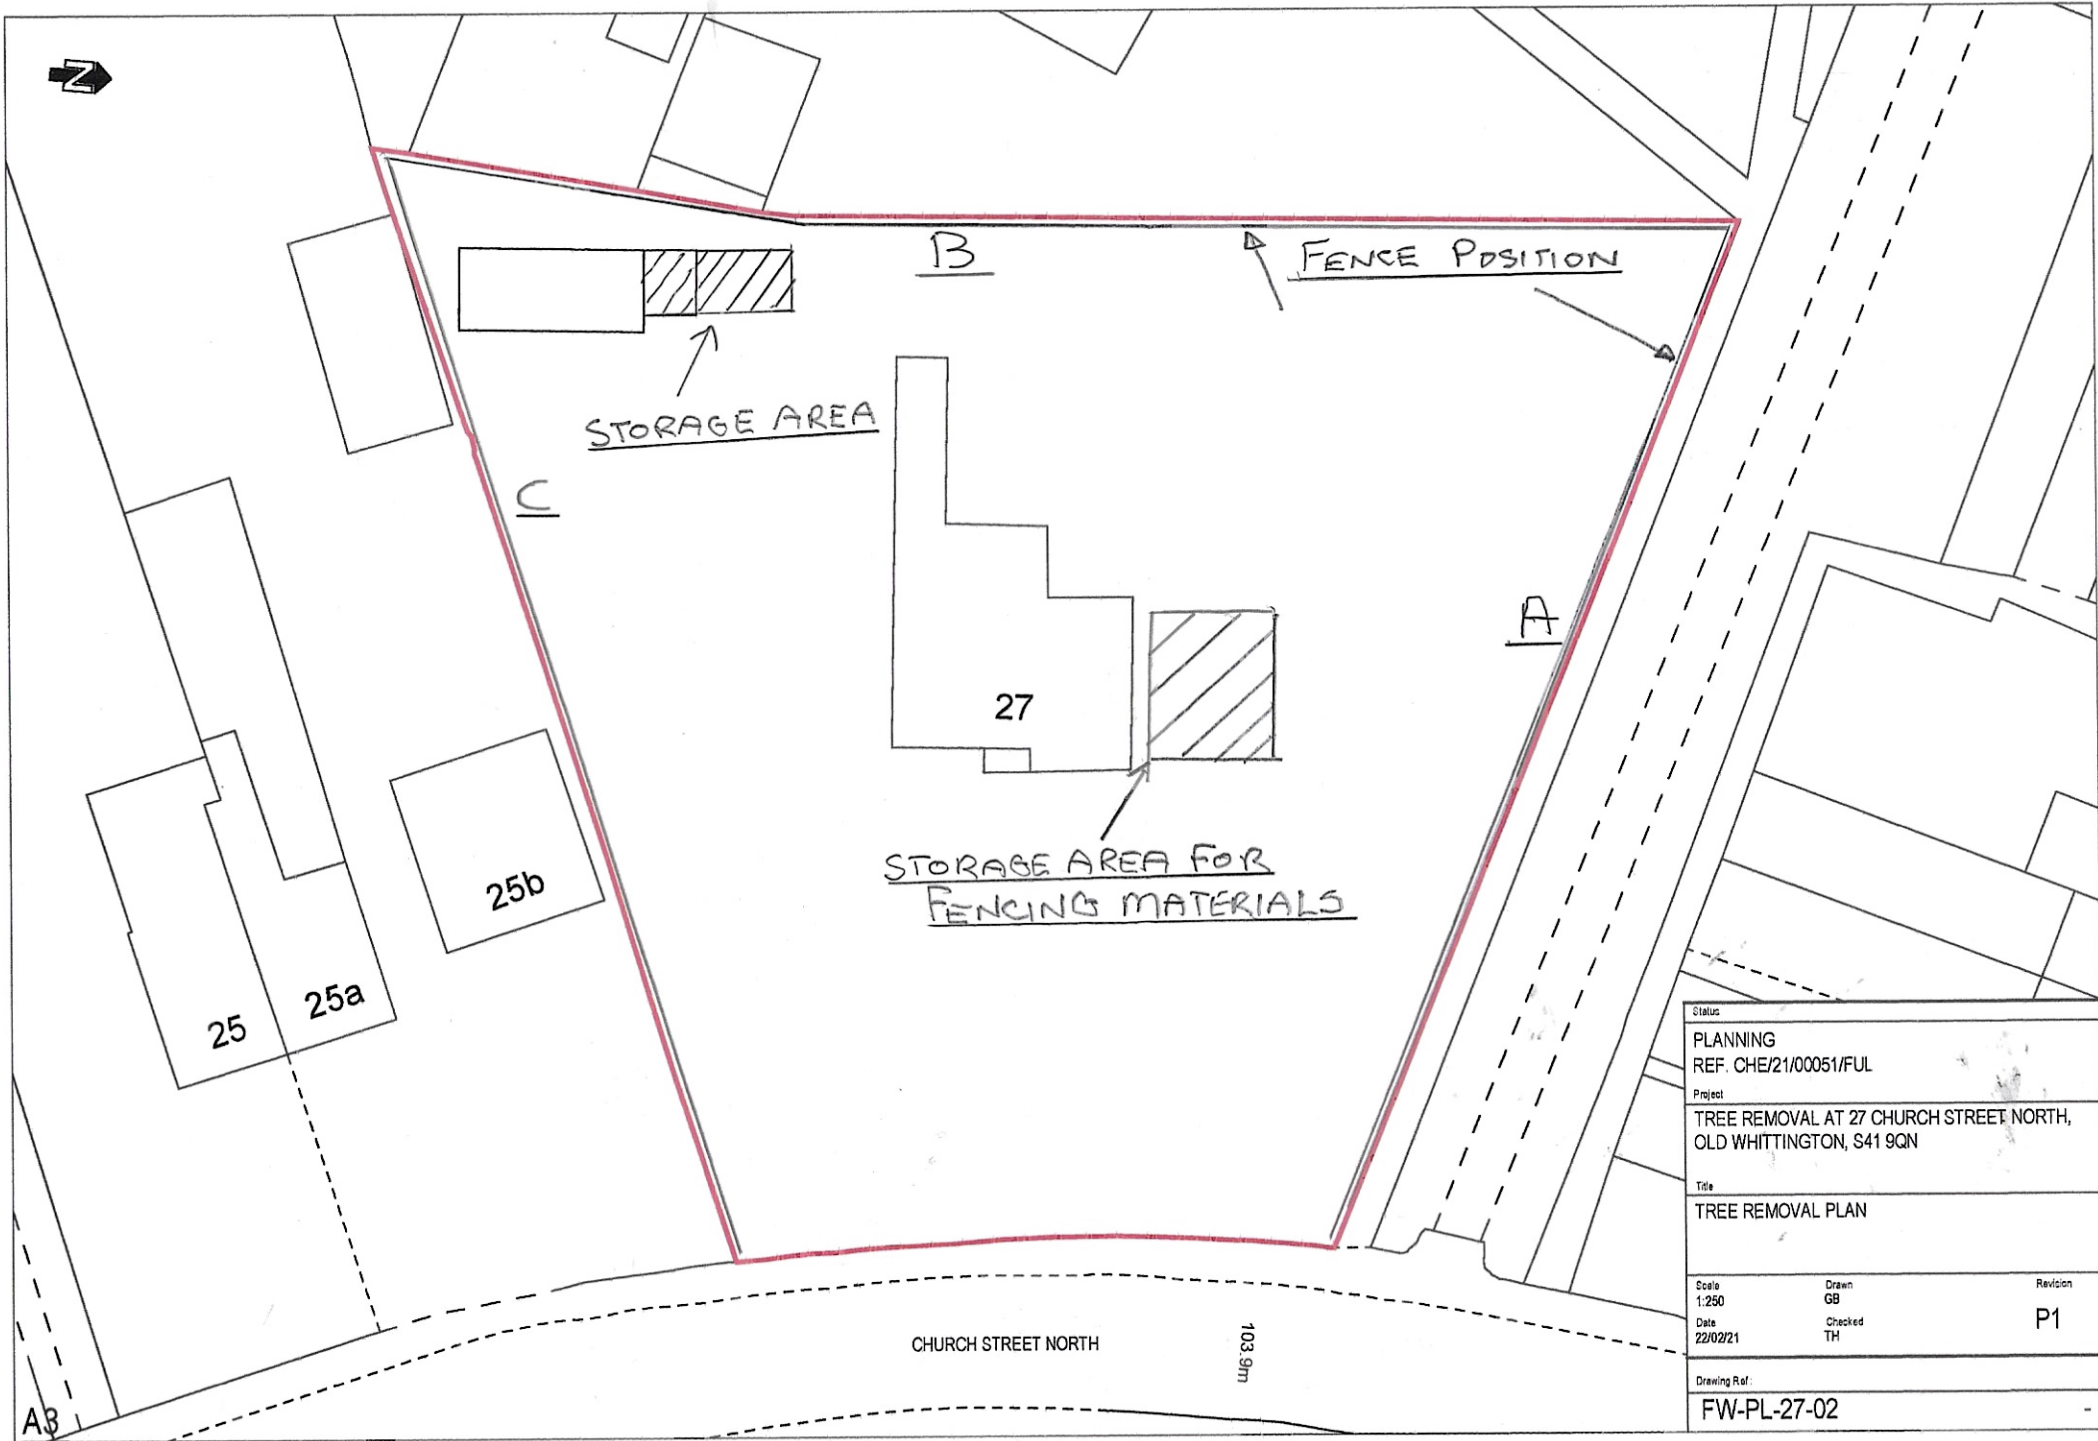 N
B
FENCE POSITION
STORAGE AREA
C
A
27
STORAGE AREA FOR
FENCING MATERIALS
25b
25a
25
CHURCH STREET NORTH
103.9m
A3
Status
PLANNING
REF. CHE/21/00051/FUL
Project
TREE REMOVAL AT 27 CHURCH STREET NORTH,
OLD WHITTINGTON, S41 9QN
Title
TREE REMOVAL PLAN
Scale Drawn Revision
1:250 GB P1
Date Checked
22/02/21 TH
Drawing Ref:
FW-PL-27-02 -